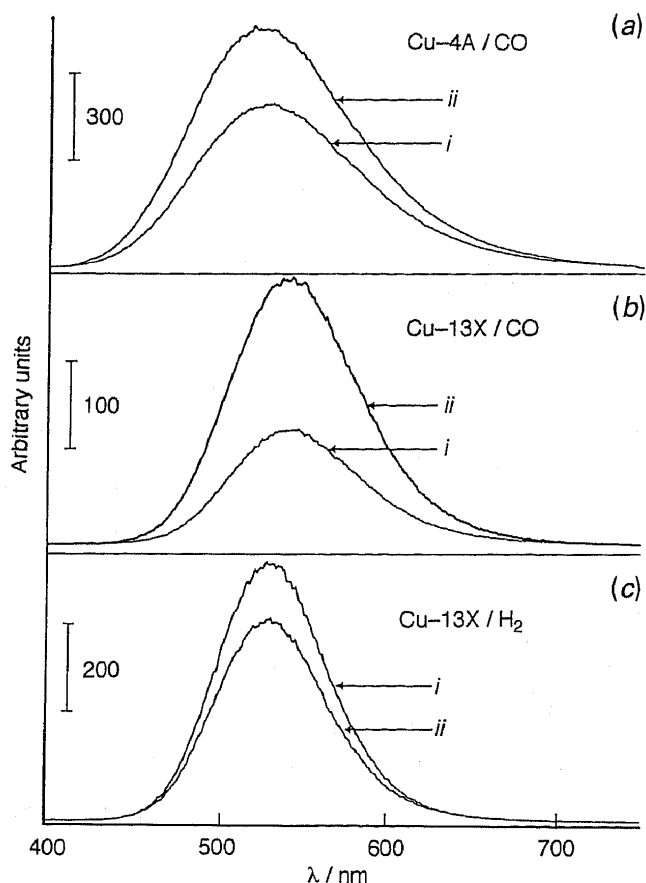 (a)
Cu–4A / CO
ii
i
300
(b)
Cu–13X / CO
ii
i
100
(c)
Cu–13X / H₂
i
ii
200
Arbitrary units
400 500 600 700
λ / nm